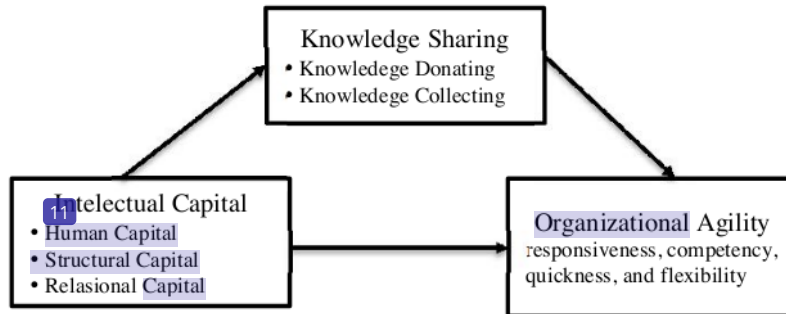 Knowledge Sharing
• Knowledege Donating
• Knowledege Collecting
Intelectual Capital
11
• Human Capital
• Structural Capital
• Relasional Capital
Organizational Agility
responsiveness, competency,
quickness, and flexibility